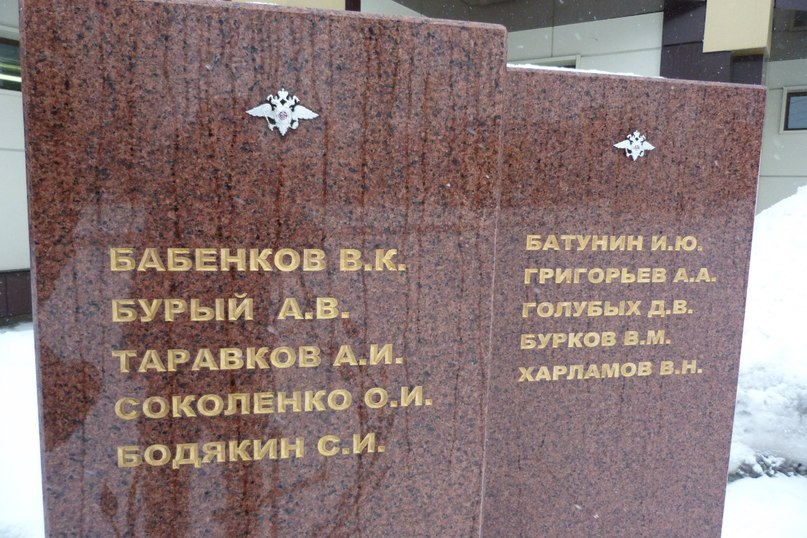 БАБЕНКОВ В.К.
БУРЫЙ А.В.
ТАРАВКОВ А.И.
СОКОЛЕНКО О.И.
БОДЯКИН С.И.
БАТУНИН И.Ю.
ГРИГОРЬЕВ А.А.
ГОЛУБЫХ Д.В.
БУРКОВ В.М.
ХАРЛАМОВ В.Н.